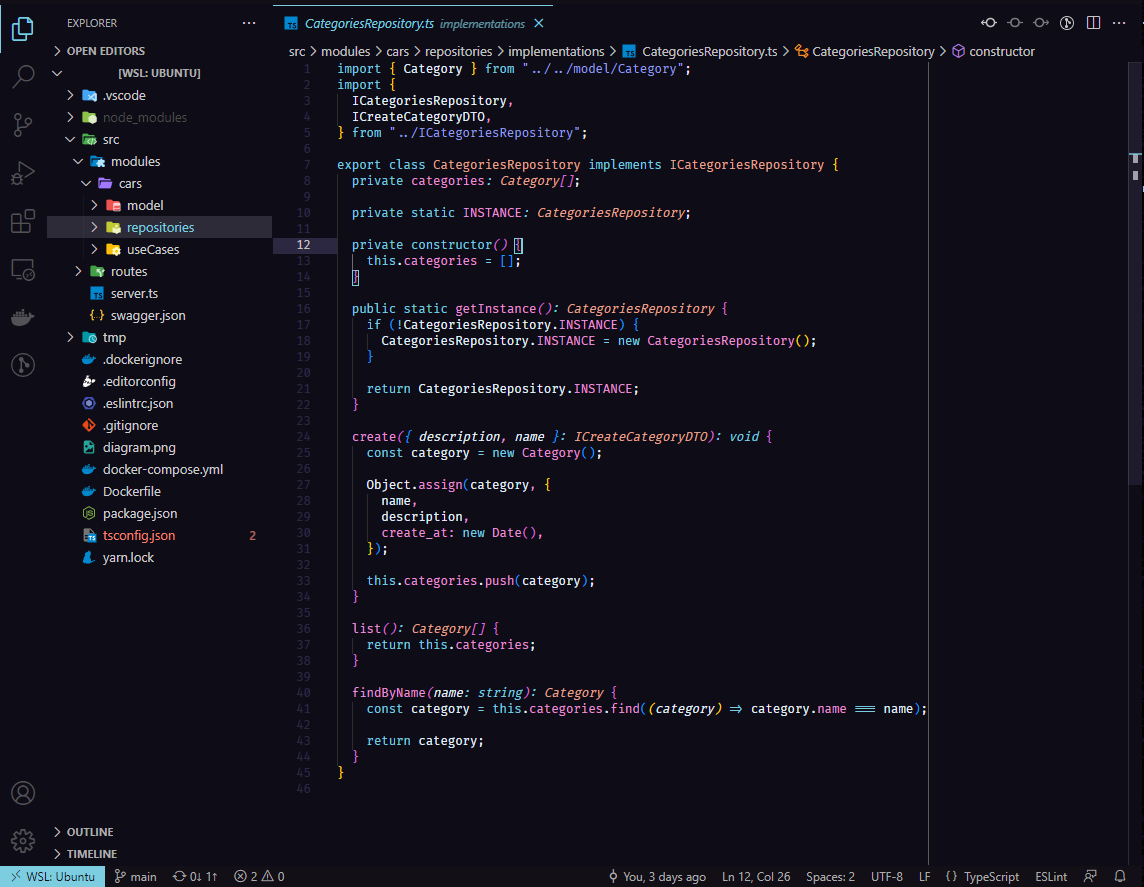 EXPLORER
OPEN EDITORS
[WSL: UBUNTU]
.vscode
node_modules
src
modules
cars
model
repositories
useCases
routes
server.ts
swagger.json
tmp
.dockerignore
.editorconfig
.eslintrc.json
.gitignore
diagram.png
docker-compose.yml
Dockerfile
package.json
tsconfig.json 2
yarn.lock
OUTLINE
TIMELINE
CategoriesRepository.ts implementations
src > modules > cars > repositories > implementations > CategoriesRepository.ts > CategoriesRepository > constructor
1 import { Category } from "../../model/Category";
2 import {
3 ICategoriesRepository,
4 ICreateCategoryDTO,
5 } from "../ICategoriesRepository";
6
7 export class CategoriesRepository implements ICategoriesRepository {
8 private categories: Category[];
9
10 private static INSTANCE: CategoriesRepository;
11
12 private constructor() {
13 this.categories = [];
14 }
15
16 public static getInstance(): CategoriesRepository {
17 if (!CategoriesRepository.INSTANCE) {
18 CategoriesRepository.INSTANCE = new CategoriesRepository();
19 }
20
21 return CategoriesRepository.INSTANCE;
22 }
23
24 create({ description, name }: ICreateCategoryDTO): void {
25 const category = new Category();
26
27 Object.assign(category, {
28 name,
29 description,
30 create_at: new Date(),
31 });
32
33 this.categories.push(category);
34 }
35
36 list(): Category[] {
37 return this.categories;
38 }
39
40 findByName(name: string): Category {
41 const category = this.categories.find((category) => category.name === name);
42
43 return category;
44 }
45 }
46
WSL: Ubuntu main 0↓ 1↑ 2 0 You, 3 days ago Ln 12, Col 26 Spaces: 2 UTF-8 LF {} TypeScript ESLint